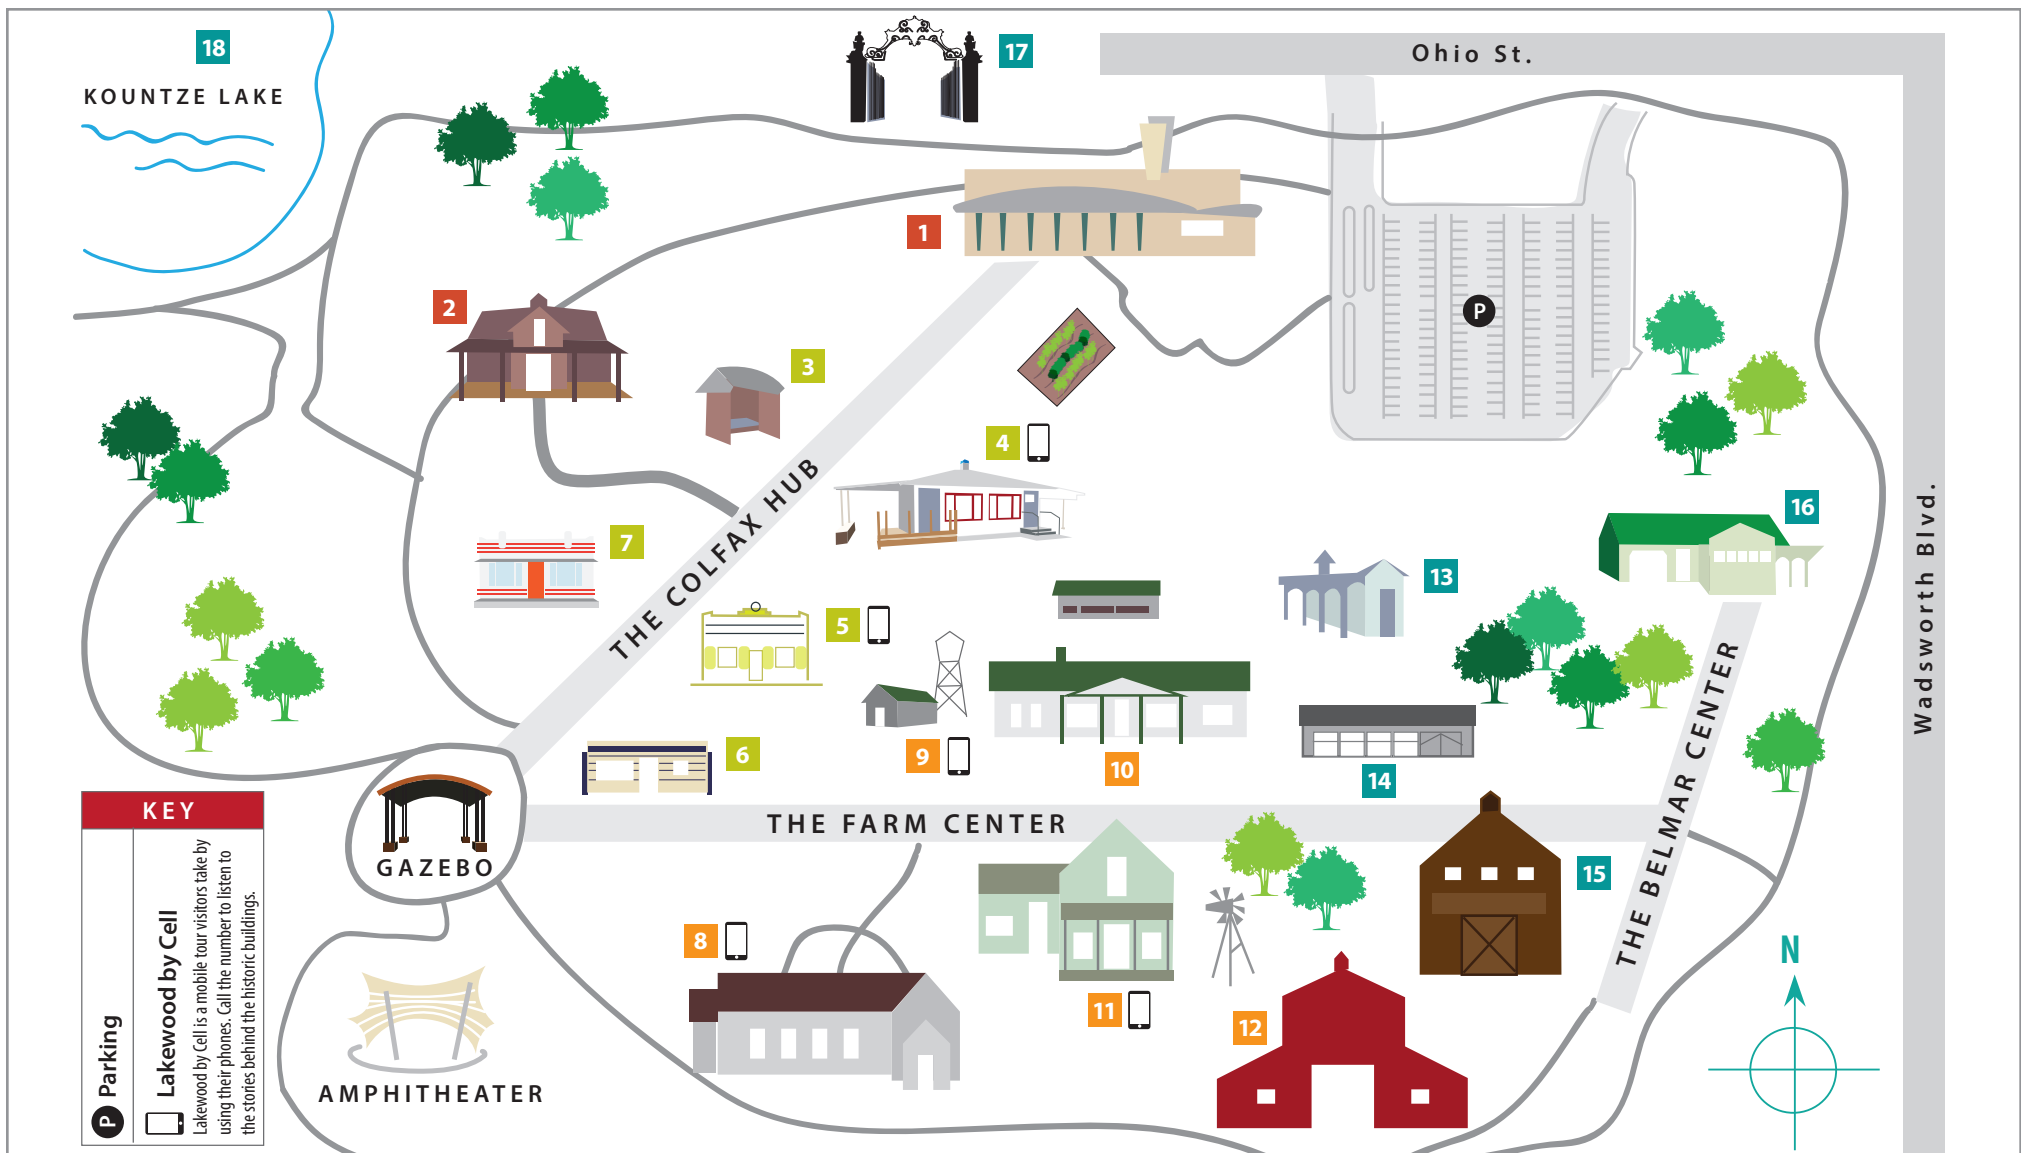 18
KOUNTZE LAKE
17
Ohio St.
1
2
3
P
4
16
7
13
5
THE COLFAX HUB
6
9
10
14
Wadsworth Blvd.
THE BELMAR CENTER
THE FARM CENTER
GAZEBO
15
8
11
12
N
AMPHITHEATER
KEY
P Parking
Lakewood by Cell
Lakewood by Cell is a mobile tour visitors take by
using their phones. Call the number to listen to
the stories behind the historic buildings.